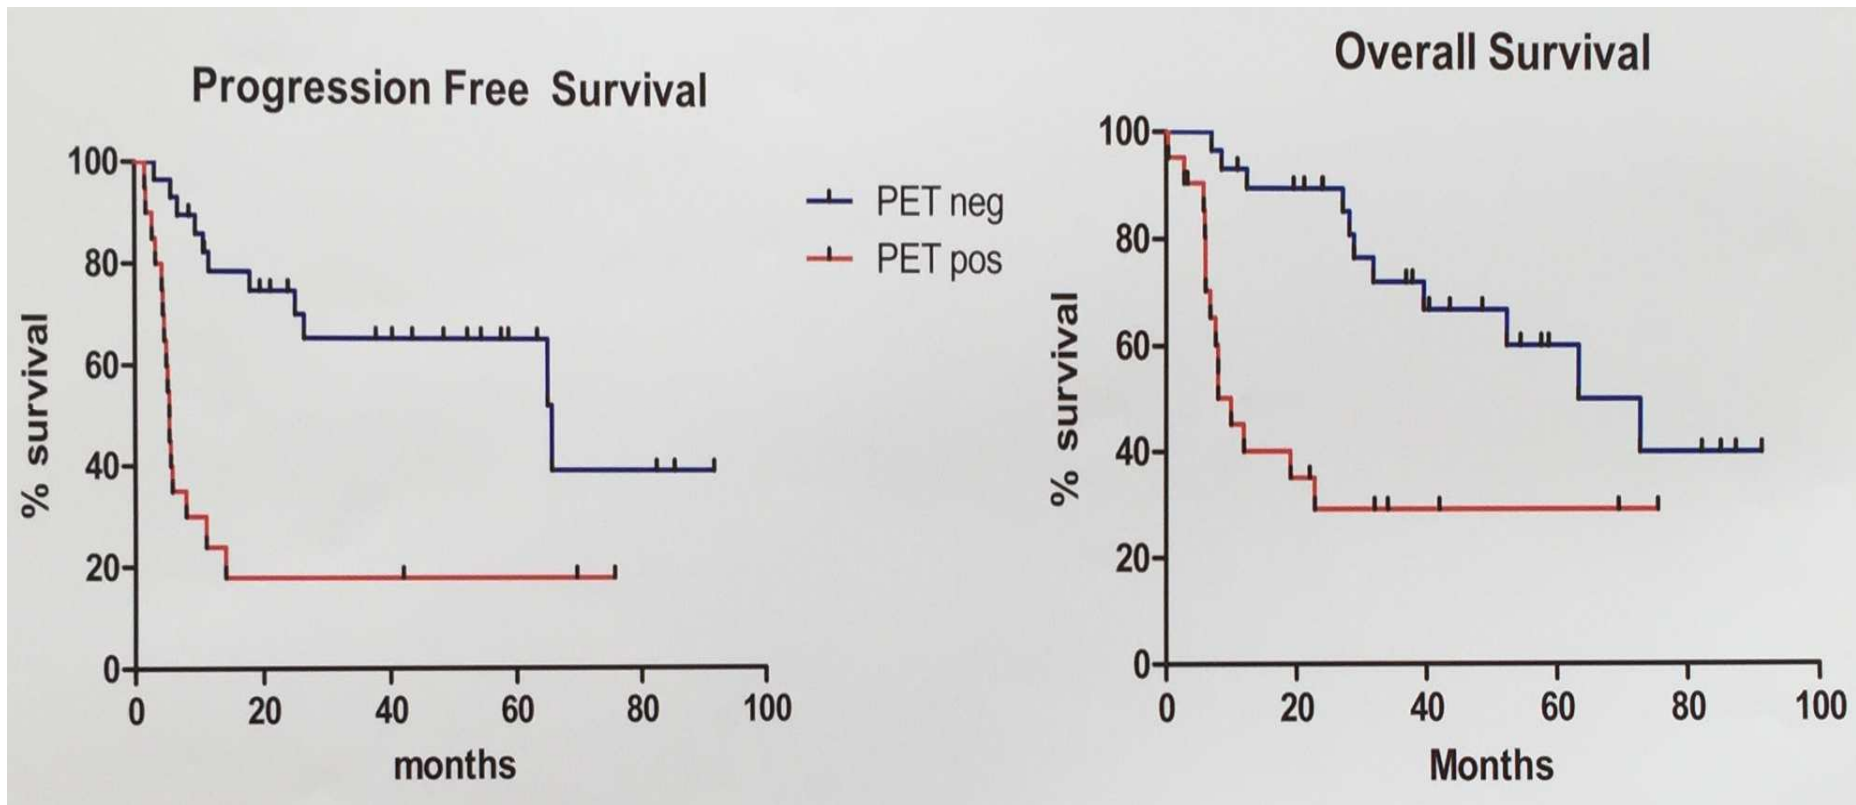 Progression Free Survival
100
80
60
40
20
0
% survival
0 20 40 60 80 100
months
PET neg
PET pos
Overall Survival
100
80
60
40
20
0
% survival
0 20 40 60 80 100
Months